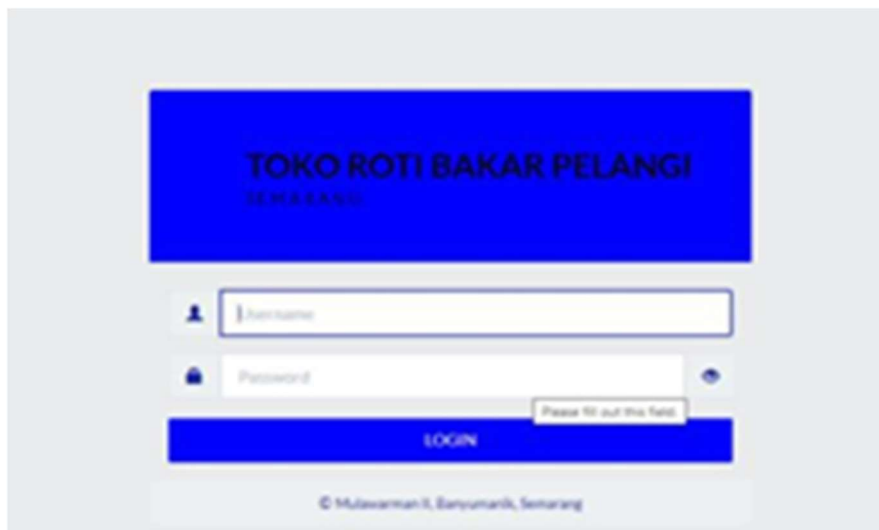 TOKO ROTI BAKAR PELANGI
SEMARANG
Username
Password
Please fill out this field.
LOGIN
© Mulawarman II, Banyumanik, Semarang